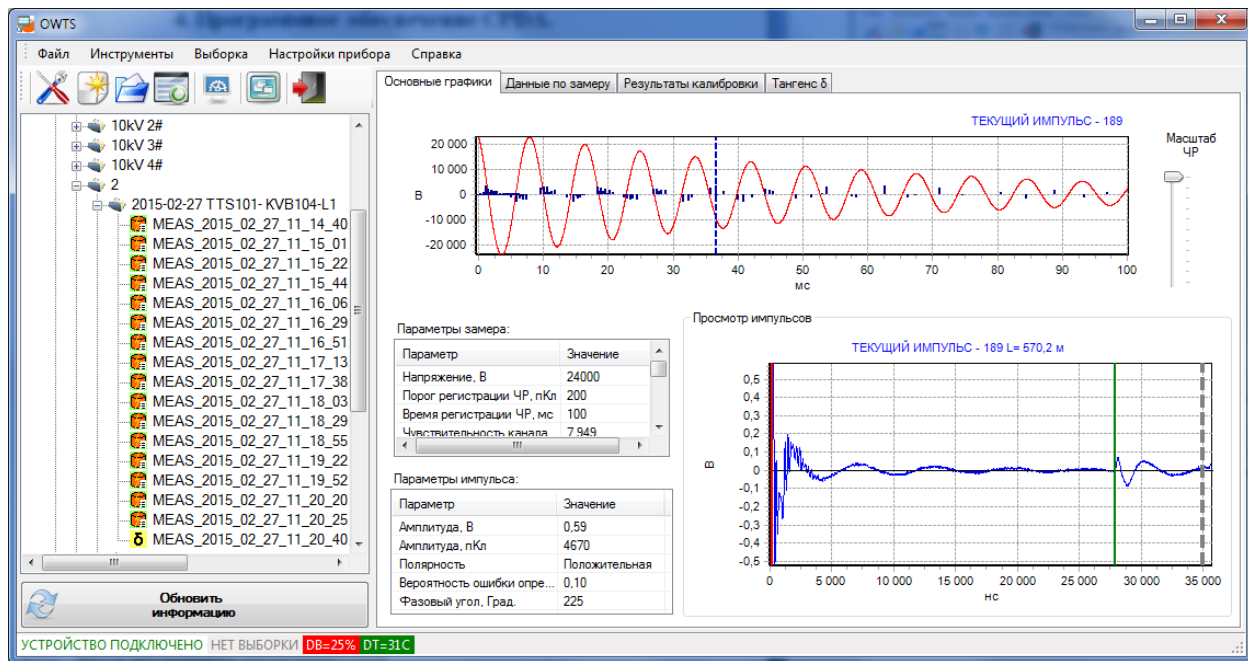 4. Программное обеспечение CPDA.
OWTS
Файл Инструменты Выборка Настройки прибора Справка
10kV 2#
10kV 3#
10kV 4#
2
2015-02-27 TTS101- KVB104-L1
MEAS_2015_02_27_11_14_40
MEAS_2015_02_27_11_15_01
MEAS_2015_02_27_11_15_22
MEAS_2015_02_27_11_15_44
MEAS_2015_02_27_11_16_06
MEAS_2015_02_27_11_16_29
MEAS_2015_02_27_11_16_51
MEAS_2015_02_27_11_17_13
MEAS_2015_02_27_11_17_38
MEAS_2015_02_27_11_18_03
MEAS_2015_02_27_11_18_29
MEAS_2015_02_27_11_18_55
MEAS_2015_02_27_11_19_22
MEAS_2015_02_27_11_19_52
MEAS_2015_02_27_11_20_20
MEAS_2015_02_27_11_20_25
δ MEAS_2015_02_27_11_20_40
Обновить
информацию
Основные графики Данные по замеру Результаты калибровки Тангенс δ
ТЕКУЩИЙ ИМПУЛЬС - 189
Масштаб
ЧР
20 000
10 000
0
-10 000
-20 000
В
0 10 20 30 40 50 60 70 80 90 100
мс
Параметры замера:
Параметр Значение
Напряжение, В 24000
Порог регистрации ЧР, пКл 200
Время регистрации ЧР, мс 100
Чувствительность канала 7.949
Параметры импульса:
Параметр Значение
Амплитуда, В 0,59
Амплитуда, пКл 4670
Полярность Положительная
Вероятность ошибки опре... 0,10
Фазовый угол, Град. 225
Просмотр импульсов
ТЕКУЩИЙ ИМПУЛЬС - 189 L= 570,2 м
0,5
0,4
0,3
0,2
0,1
0
-0,1
-0,2
-0,3
-0,4
-0,5
В
0 5 000 10 000 15 000 20 000 25 000 30 000 35 000
нс
УСТРОЙСТВО ПОДКЛЮЧЕНО НЕТ ВЫБОРКИ DB=25% DT=31C